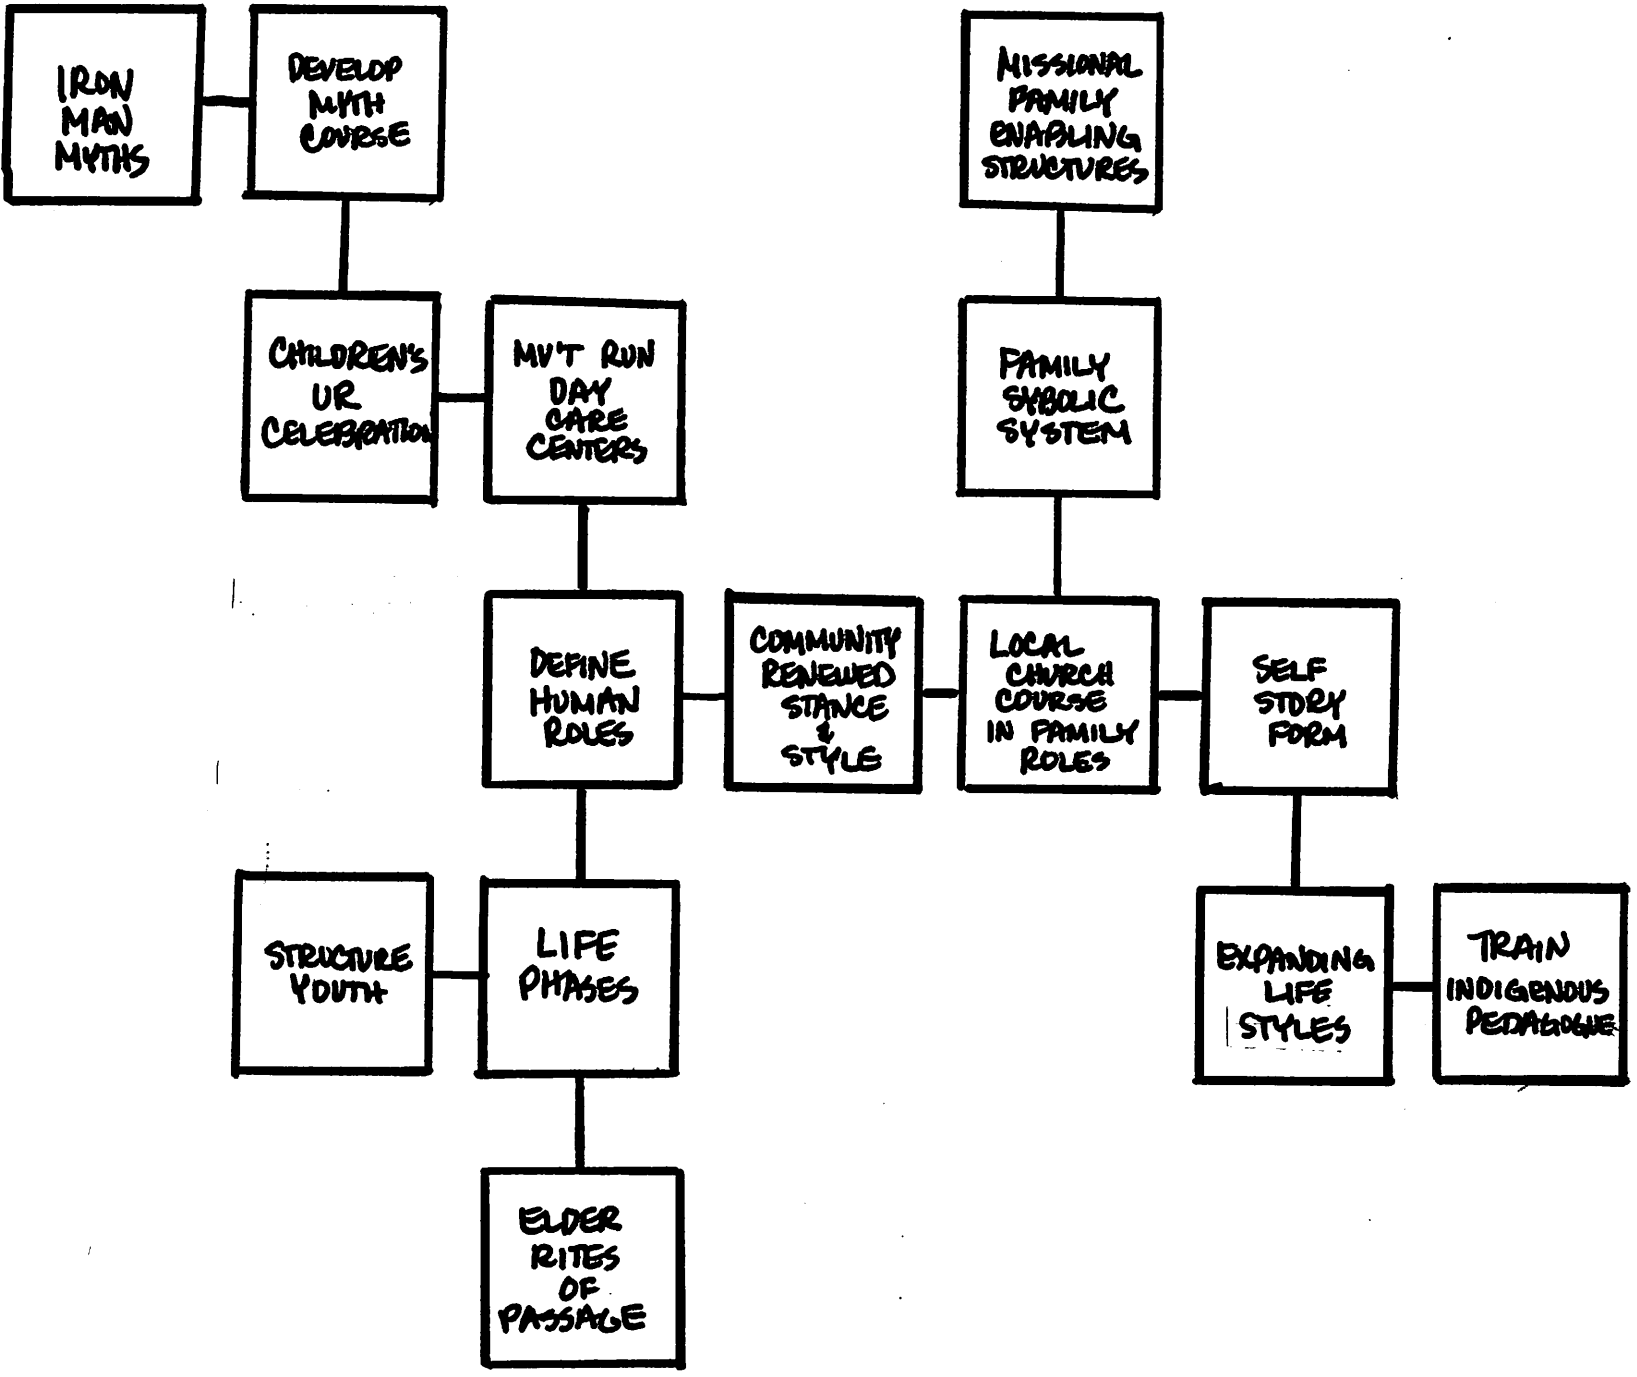 IRON
MAN
MYTHS
DEVELOP
MYTH
COURSE
MISSIONAL
FAMILY
ENABLING
STRUCTURES
CHILDREN'S
UR
CELEBRATION
MV'T RUN
DAY
CARE
CENTERS
FAMILY
SYBOLIC
SYSTEM
DEFINE
HUMAN
ROLES
COMMUNITY
RENEWED
STANCE
&
STYLE
LOCAL
CHURCH
COURSE
IN FAMILY
ROLES
SELF
STORY
FORM
STRUCTURE
YOUTH
LIFE
PHASES
EXPANDING
LIFE
STYLES
TRAIN
INDIGENOUS
PEDAGOGUE
ELDER
RITES
OF
PASSAGE